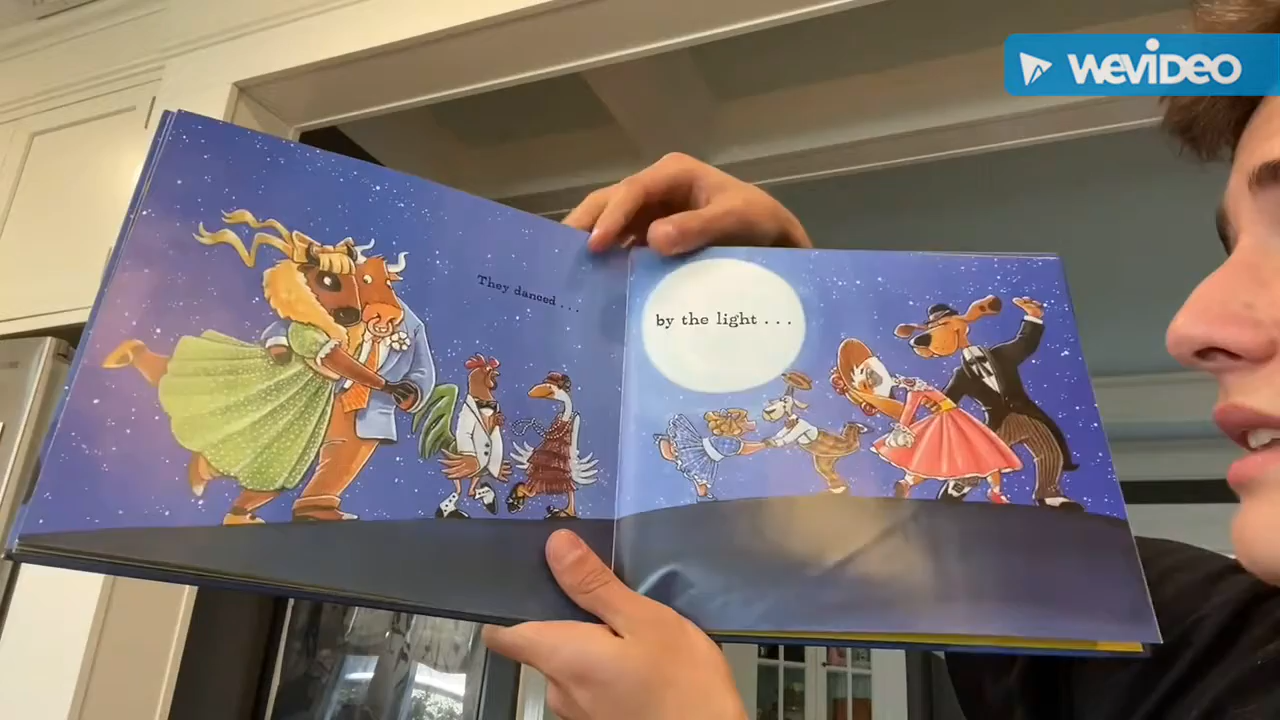 WEVIDEO
They danced . . .
by the light . . .